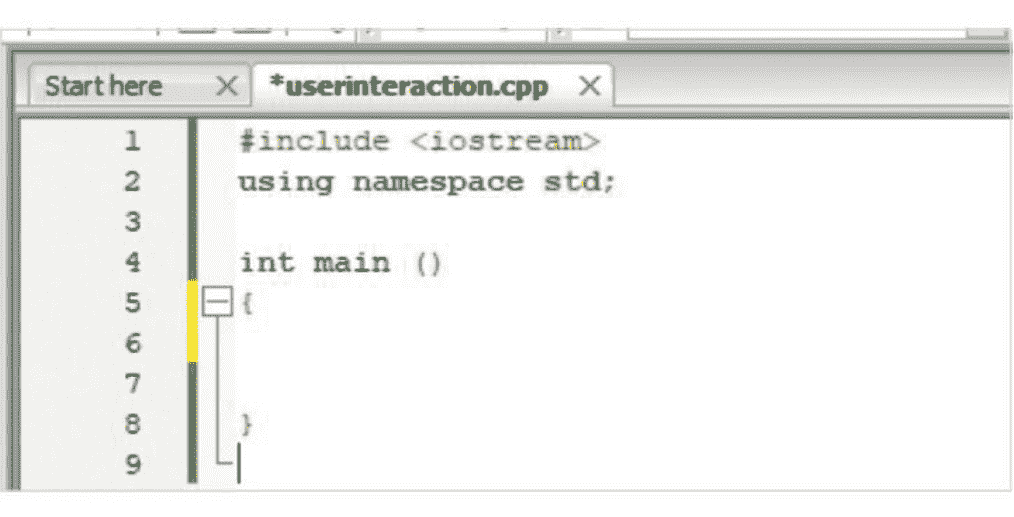 Start here *userinteraction.cpp
1 #include <iostream>
2 using namespace std;
3
4 int main ()
5 {
6
7
8 }
9